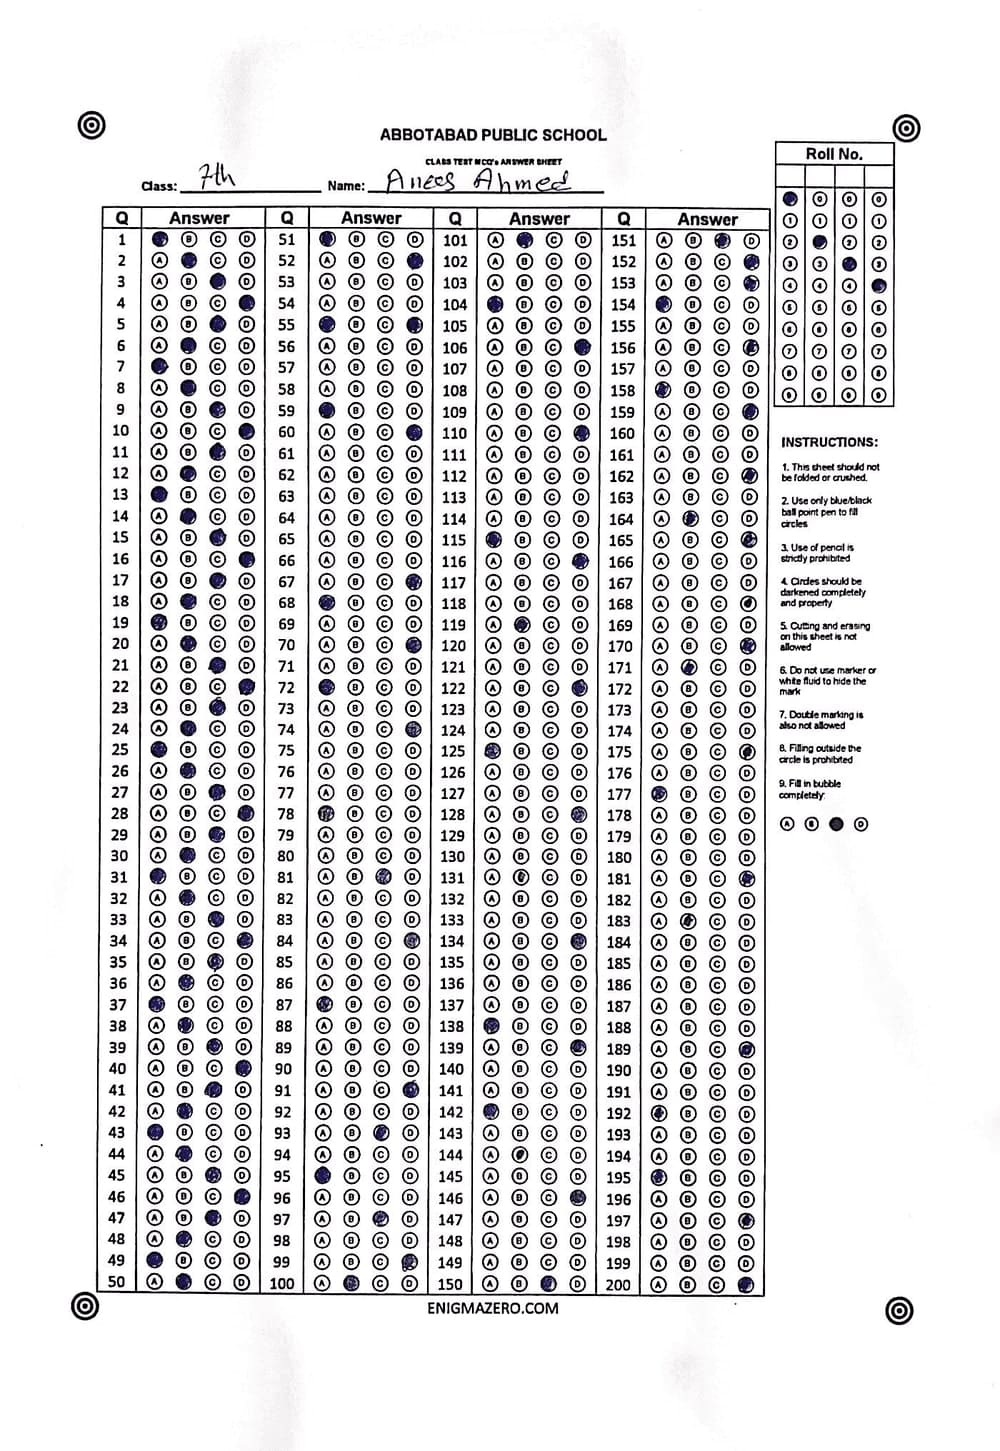 ABBOTABAD PUBLIC SCHOOL
CLASS TEST MCQ's ANSWER SHEET
Class: 7th Name: Anees Ahmed
Q Answer Q Answer Q Answer Q Answer
1 B C D 51 B C D 101 A C D 151 A B D
2 A C D 52 A B C 102 A B C D 152 A B C
3 A B D 53 A B C D 103 A B C D 153 A B C
4 A B C 54 A B C D 104 B C D 154 B C D
5 A B D 55 B C 105 A B C D 155 A B C D
6 A C D 56 A B C D 106 A B C 156 A B C
7 B C D 57 A B C D 107 A B C D 157 A B C D
8 A C D 58 A B C D 108 A B C D 158 B C D
9 A B D 59 B C D 109 A B C D 159 A B C
10 A B C 60 A B C 110 A B C 160 A B C D
11 A B D 61 A B C D 111 A B C D 161 A B C D
12 A C D 62 A B C D 112 A B C D 162 A B C
13 B C D 63 A B C D 113 A B C D 163 A B C D
14 A C D 64 A B C D 114 A B C D 164 A C D
15 A B D 65 A B C D 115 B C D 165 A B C
16 A B C 66 A B C D 116 A B C 166 A B C D
17 A B D 67 A B C 117 A B C D 167 A B C D
18 A C D 68 B C D 118 A B C D 168 A B C
19 B C D 69 A B C D 119 A C D 169 A B C D
20 A C D 70 A B C 120 A B C D 170 A B C
21 A B D 71 A B C D 121 A B C D 171 A C D
22 A B C 72 B C D 122 A B C 172 A B C D
23 A B D 73 A B C D 123 A B C D 173 A B C D
24 A C D 74 A B C 124 A B C D 174 A B C D
25 B C D 75 A B C D 125 B C D 175 A B C
26 A C D 76 A B C D 126 A B C D 176 A B C D
27 A B D 77 A B C D 127 A B C D 177 B C D
28 A B C 78 B C D 128 A B C 178 A B C D
29 A B D 79 A B C D 129 A B C D 179 A B C D
30 A C D 80 A B C D 130 A B C D 180 A B C D
31 B C D 81 A B D 131 A C D 181 A B C
32 A C D 82 A B C D 132 A B C D 182 A B C D
33 A B D 83 A B C D 133 A B C D 183 A C D
34 A B C 84 A B C 134 A B C 184 A B C D
35 A B D 85 A B C D 135 A B C D 185 A B C D
36 A C D 86 A B C D 136 A B C D 186 A B C D
37 B C D 87 B C D 137 A B C D 187 A B C D
38 A C D 88 A B C D 138 B C D 188 A B C D
39 A B D 89 A B C D 139 A B C 189 A B C
40 A B C 90 A B C D 140 A B C D 190 A B C D
41 A B D 91 A B C 141 A B C D 191 A B C D
42 A C D 92 A B C D 142 B C D 192 B C D
43 B C D 93 A B D 143 A B C D 193 A B C D
44 A C D 94 A B C D 144 A C D 194 A B C D
45 A B D 95 B C D 145 A B C D 195 B C D
46 A B C 96 A B C D 146 A B C 196 A B C D
47 A B D 97 A B D 147 A B C D 197 A B C
48 A C D 98 A B C D 148 A B C D 198 A B C D
49 B C D 99 A B C 149 A B C D 199 A B C D
50 A C D 100 A C D 150 A B D 200 A B C
Roll No.
0 0 0
1 1 1 1
2 2 2
3 3 3
4 4 4
5 5 5 5
6 6 6 6
7 7 7 7
8 8 8 8
9 9 9 9
INSTRUCTIONS:
1. This sheet should not
be folded or crushed.
2. Use only blue/black
ball point pen to fill
circles
3. Use of pencil is
strictly prohibited
4. Circles should be
darkened completely
and properly
5. Cutting and erasing
on this sheet is not
allowed
6. Do not use marker or
white fluid to hide the
mark
7. Double marking is
also not allowed
8. Filling outside the
circle is prohibited
9. Fill in bubble
completely:
A B D
ENIGMAZERO.COM